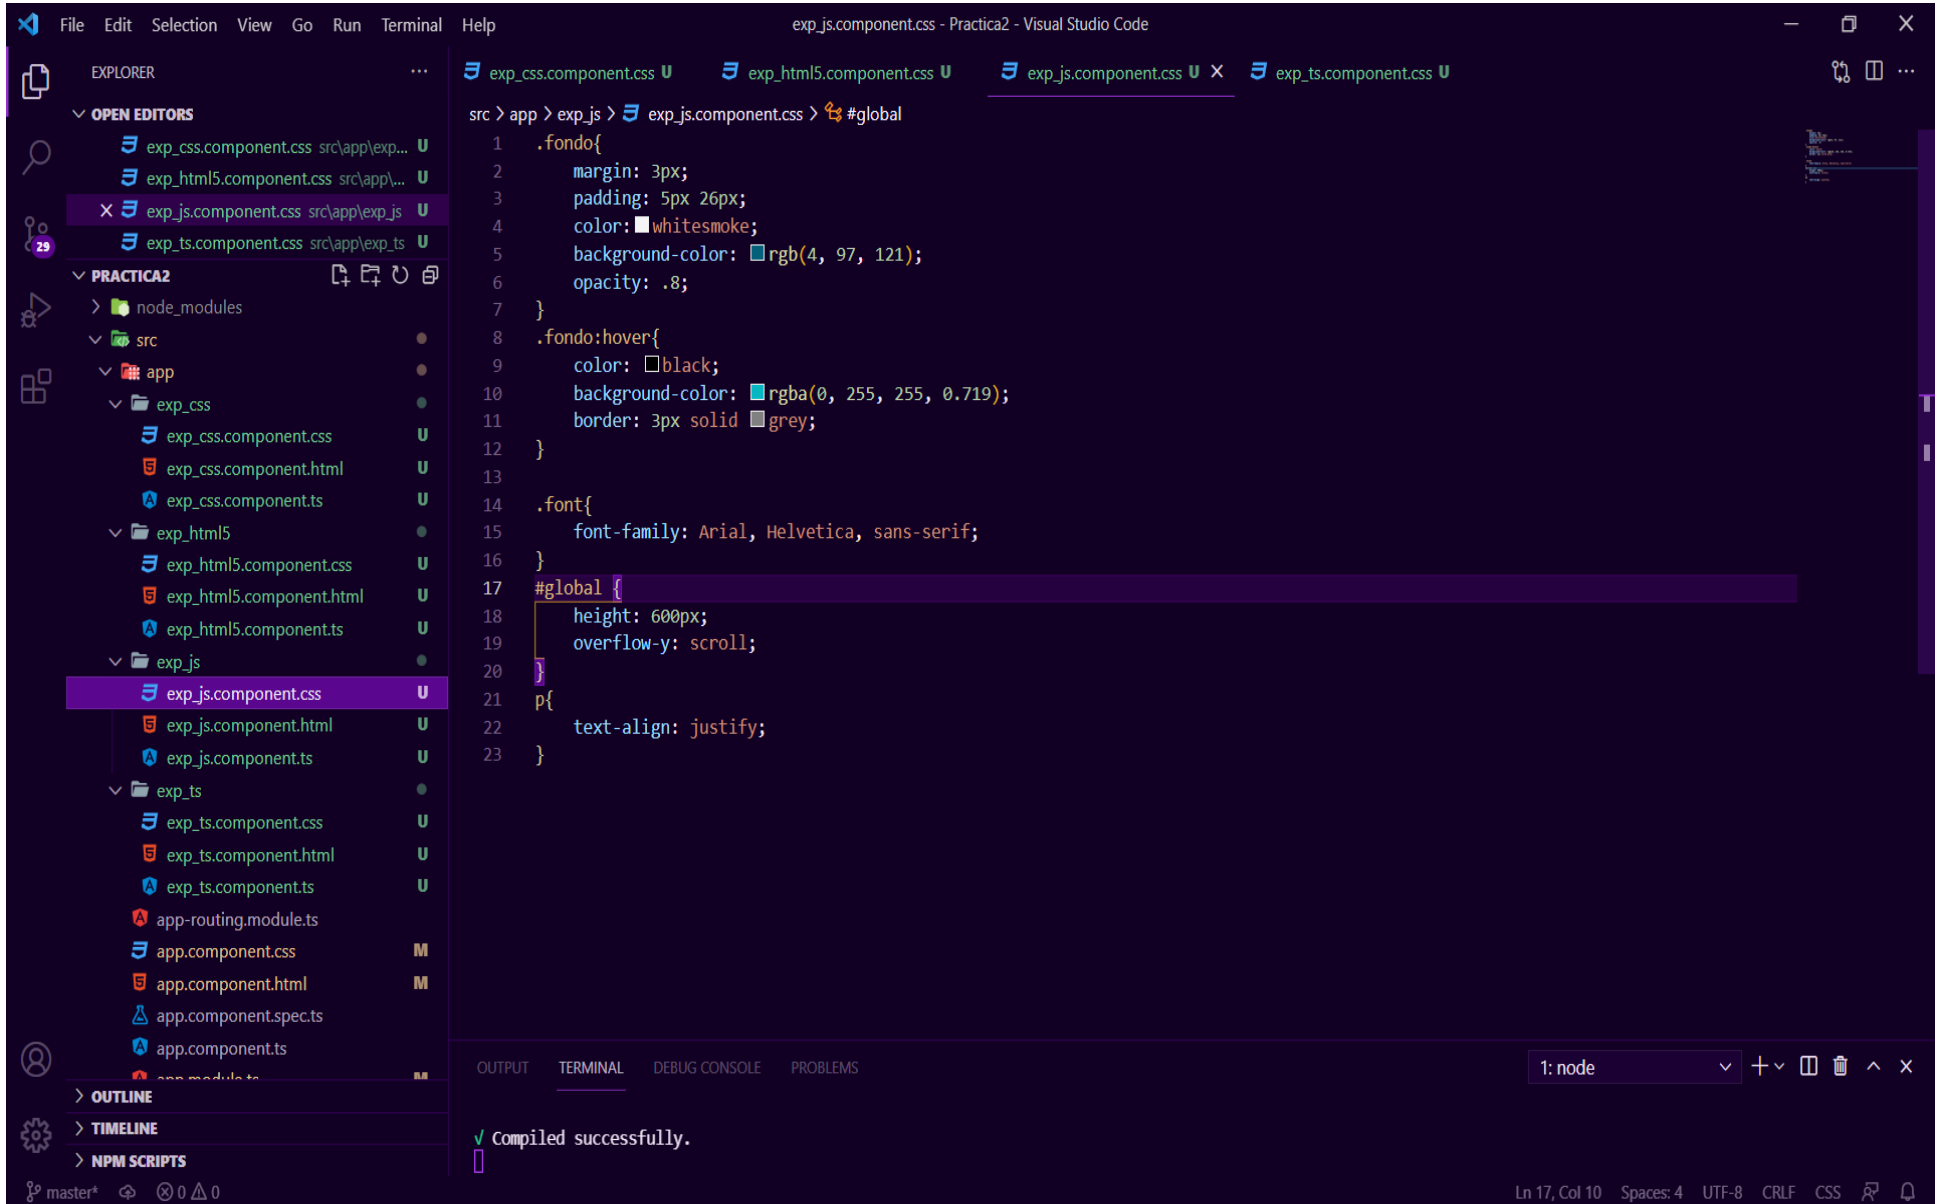 File Edit Selection View Go Run Terminal Help
exp_js.component.css - Practica2 - Visual Studio Code
EXPLORER
OPEN EDITORS
exp_css.component.css src\app\exp... U
exp_html5.component.css src\app\... U
exp_js.component.css src\app\exp_js U
exp_ts.component.css src\app\exp_ts U
29
PRACTICA2
node_modules
src
app
exp_css
exp_css.component.css U
exp_css.component.html U
exp_css.component.ts U
exp_html5
exp_html5.component.css U
exp_html5.component.html U
exp_html5.component.ts U
exp_js
exp_js.component.css U
exp_js.component.html U
exp_js.component.ts U
exp_ts
exp_ts.component.css U
exp_ts.component.html U
exp_ts.component.ts U
app-routing.module.ts
app.component.css M
app.component.html M
app.component.spec.ts
app.component.ts
app.module.ts M
OUTLINE
TIMELINE
NPM SCRIPTS
exp_css.component.css U exp_html5.component.css U exp_js.component.css U exp_ts.component.css U
src > app > exp_js > exp_js.component.css > #global
1 .fondo{
2 margin: 3px;
3 padding: 5px 26px;
4 color: whitesmoke;
5 background-color: rgb(4, 97, 121);
6 opacity: .8;
7 }
8 .fondo:hover{
9 color: black;
10 background-color: rgba(0, 255, 255, 0.719);
11 border: 3px solid grey;
12 }
13
14 .font{
15 font-family: Arial, Helvetica, sans-serif;
16 }
17 #global {
18 height: 600px;
19 overflow-y: scroll;
20 }
21 p{
22 text-align: justify;
23 }
OUTPUT TERMINAL DEBUG CONSOLE PROBLEMS
1: node
√ Compiled successfully.
master* 0 0
Ln 17, Col 10 Spaces: 4 UTF-8 CRLF CSS